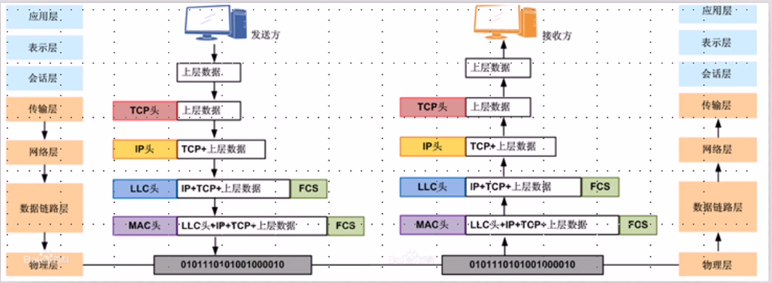 应用层
表示层
会话层
传输层
网络层
数据链路层
物理层
发送方
上层数据.
TCP头 上层数据
IP头 TCP+上层数据
LLC头 IP+TCP+上层数据 FCS
MAC头 LLC头+IP+TCP+上层数据 FCS
0101110101001000010
接收方
上层数据
TCP头 上层数据
IP头 TCP+上层数据
LLC头 IP+TCP+上层数据 FCS
MAC头 LLC头+IP+TCP+上层数据 FCS
0101110101001000010
应用层
表示层
会话层
传输层
网络层
数据链路层
物理层